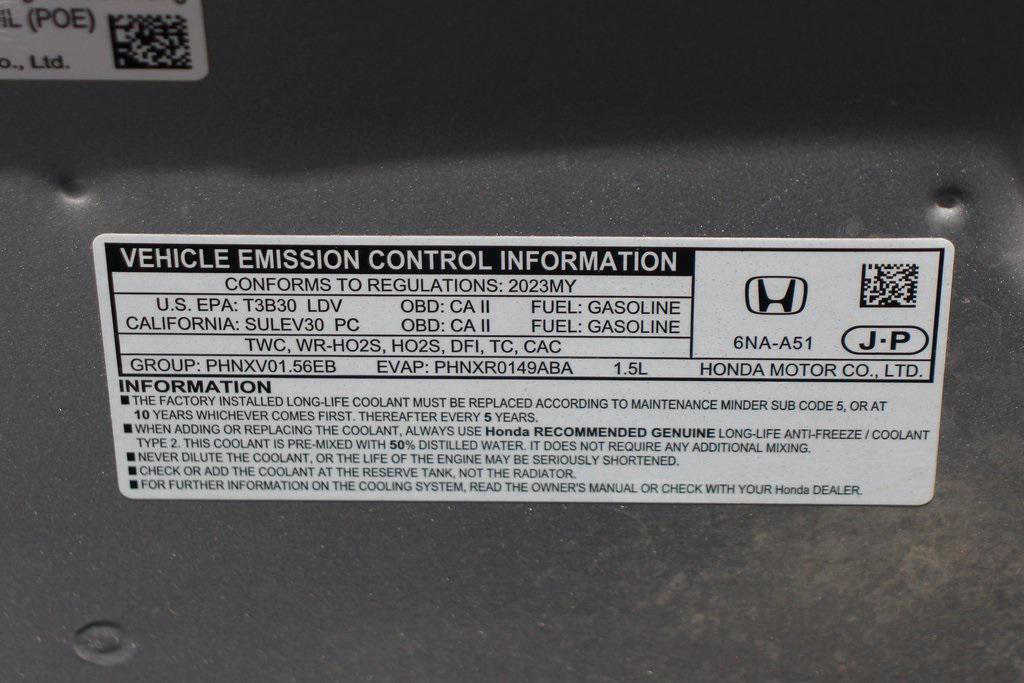 (POE)
o., Ltd.
VEHICLE EMISSION CONTROL INFORMATION
CONFORMS TO REGULATIONS: 2023MY
U.S. EPA: T3B30 LDV OBD: CA II FUEL: GASOLINE
CALIFORNIA: SULEV30 PC OBD: CA II FUEL: GASOLINE
TWC, WR-HO2S, HO2S, DFI, TC, CAC
GROUP: PHNXV01.56EB EVAP: PHNXR0149ABA 1.5L
6NA-A51
J·P
HONDA MOTOR CO., LTD.
INFORMATION
■ THE FACTORY INSTALLED LONG-LIFE COOLANT MUST BE REPLACED ACCORDING TO MAINTENANCE MINDER SUB CODE 5, OR AT
10 YEARS WHICHEVER COMES FIRST. THEREAFTER EVERY 5 YEARS.
■ WHEN ADDING OR REPLACING THE COOLANT, ALWAYS USE Honda RECOMMENDED GENUINE LONG-LIFE ANTI-FREEZE / COOLANT
TYPE 2. THIS COOLANT IS PRE-MIXED WITH 50% DISTILLED WATER. IT DOES NOT REQUIRE ANY ADDITIONAL MIXING.
■ NEVER DILUTE THE COOLANT, OR THE LIFE OF THE ENGINE MAY BE SERIOUSLY SHORTENED.
■ CHECK OR ADD THE COOLANT AT THE RESERVE TANK, NOT THE RADIATOR.
■ FOR FURTHER INFORMATION ON THE COOLING SYSTEM, READ THE OWNER'S MANUAL OR CHECK WITH YOUR Honda DEALER.